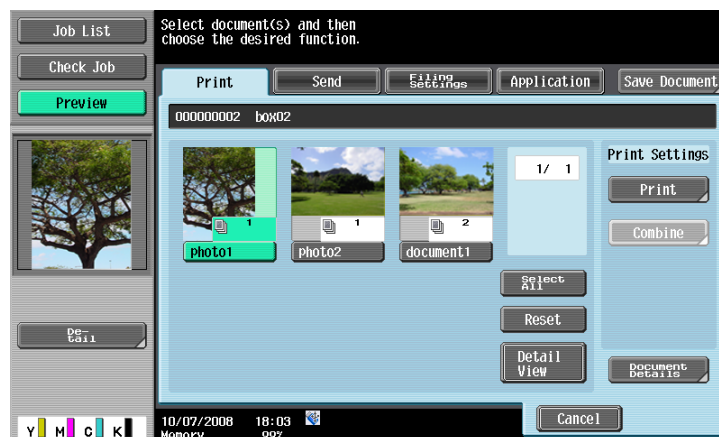 Job List
Check Job
Preview
De-
tail
Y M C K
Select document(s) and then
choose the desired function.
Print Send Filing
Settings Application Save Document
000000002 box02
1 1 2
photo1 photo2 document1
1/ 1
Select
All
Reset
Detail
View
Print Settings
Print
Combine
Document
Details
Cancel
10/07/2008 18:03
Memory 99%